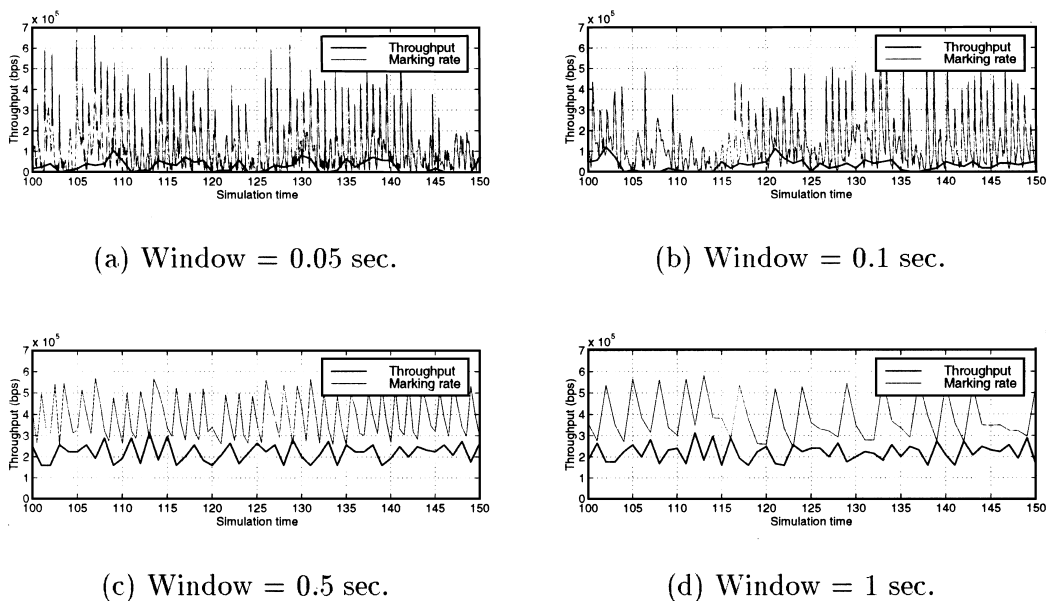 x 10^5
7
6
5
4
3
2
1
0
Throughput (bps)
Throughput
Marking rate
100 105 110 115 120 125 130 135 140 145 150
Simulation time
(a) Window = 0.05 sec.
x 10^5
7
6
5
4
3
2
1
0
Throughput (bps)
Throughput
Marking rate
100 105 110 115 120 125 130 135 140 145 150
Simulation time
(b) Window = 0.1 sec.
x 10^5
7
6
5
4
3
2
1
0
Throughput (bps)
Throughput
Marking rate
100 105 110 115 120 125 130 135 140 145 150
Simulation time
(c) Window = 0.5 sec.
x 10^5
7
6
5
4
3
2
1
0
Throughput (bps)
Throughput
Marking rate
100 105 110 115 120 125 130 135 140 145 150
Simulation time
(d) Window = 1 sec.